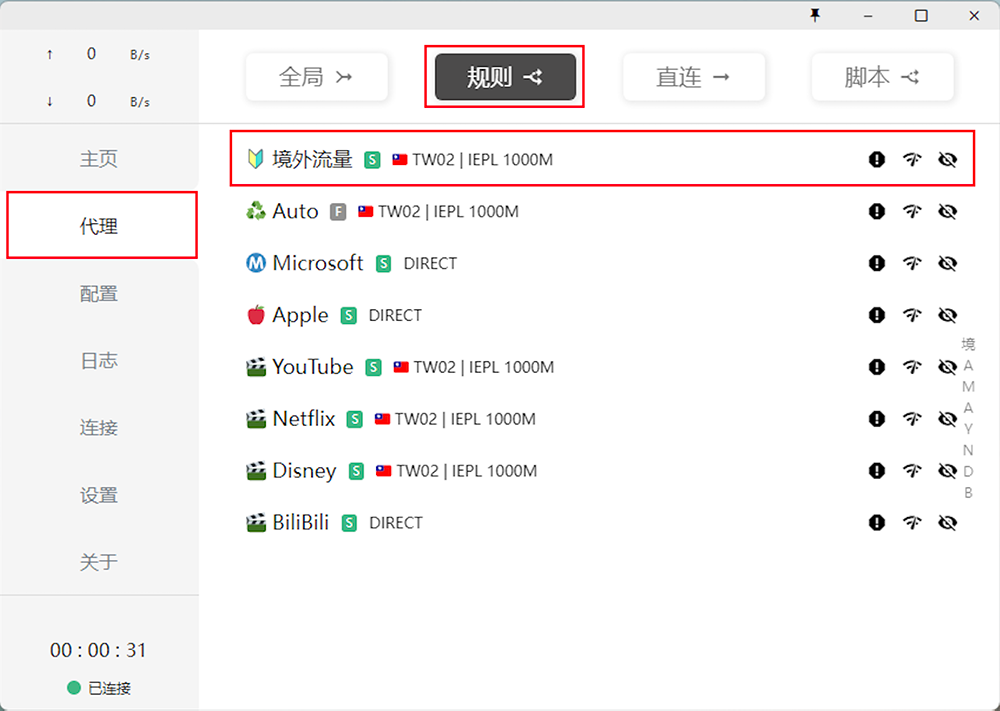 ↑ 0 B/s
↓ 0 B/s
主页
代理
配置
日志
连接
设置
关于
00 : 00 : 31
已连接
全局
规则
直连 →
脚本
境外流量 S TW02 | IEPL 1000M
Auto F TW02 | IEPL 1000M
M Microsoft S DIRECT
Apple S DIRECT
YouTube S TW02 | IEPL 1000M
Netflix S TW02 | IEPL 1000M
Disney S TW02 | IEPL 1000M
BiliBili S DIRECT
境
A
M
A
Y
N
D
B